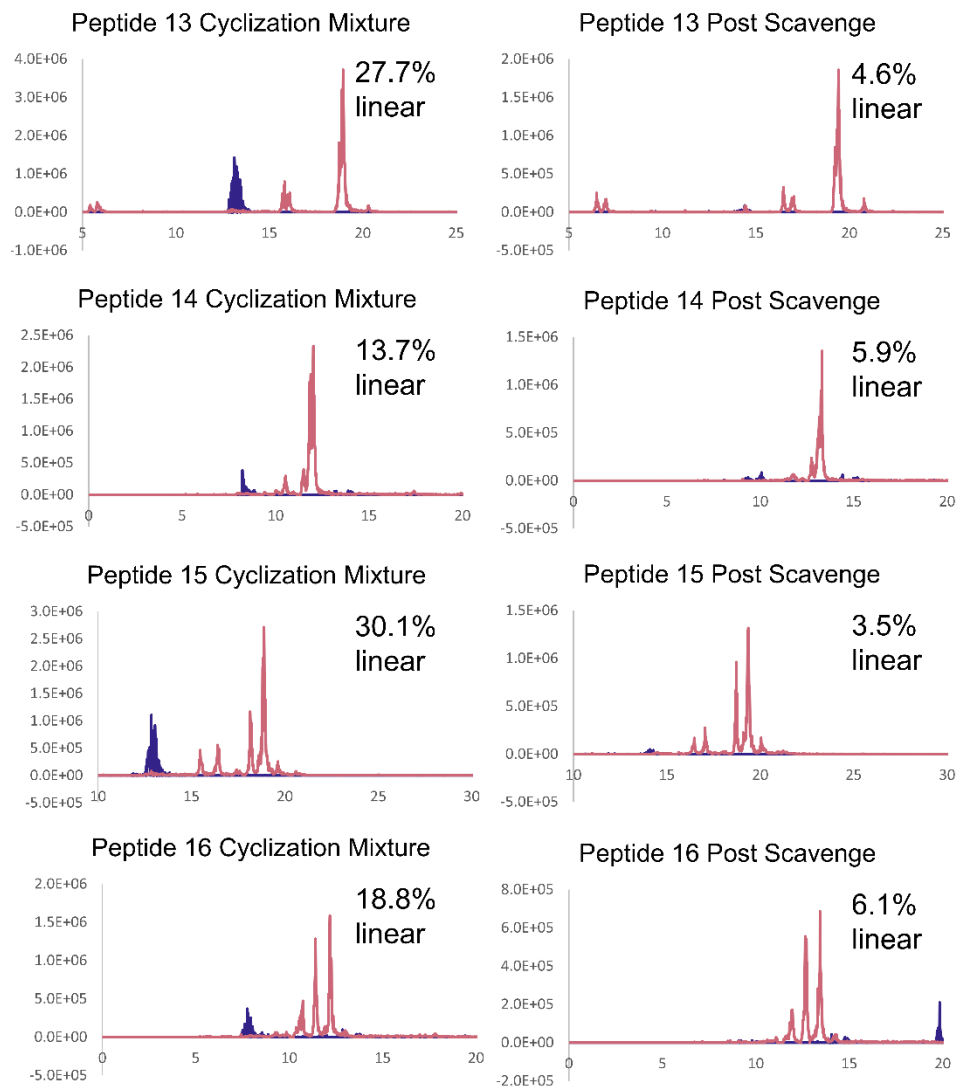 Peptide 13 Cyclization Mixture
4.0E+06
3.0E+06
2.0E+06
1.0E+06
0.0E+00
-1.0E+06
5 10 15 20 25
27.7%
linear
Peptide 13 Post Scavenge
2.0E+06
1.5E+06
1.0E+06
5.0E+05
0.0E+00
-5.0E+05
5 10 15 20 25
4.6%
linear
Peptide 14 Cyclization Mixture
2.5E+06
2.0E+06
1.5E+06
1.0E+06
5.0E+05
0.0E+00
-5.0E+05
0 5 10 15 20
13.7%
linear
Peptide 14 Post Scavenge
1.5E+06
1.0E+06
5.0E+05
0.0E+00
-5.0E+05
0 5 10 15 20
5.9%
linear
Peptide 15 Cyclization Mixture
3.0E+06
2.5E+06
2.0E+06
1.5E+06
1.0E+06
5.0E+05
0.0E+00
-5.0E+05
10 15 20 25 30
30.1%
linear
Peptide 15 Post Scavenge
1.5E+06
1.0E+06
5.0E+05
0.0E+00
-5.0E+05
10 15 20 25 30
3.5%
linear
Peptide 16 Cyclization Mixture
2.0E+06
1.5E+06
1.0E+06
5.0E+05
0.0E+00
-5.0E+05
0 5 10 15 20
18.8%
linear
Peptide 16 Post Scavenge
8.0E+05
6.0E+05
4.0E+05
2.0E+05
0.0E+00
-2.0E+05
0 5 10 15 20
6.1%
linear